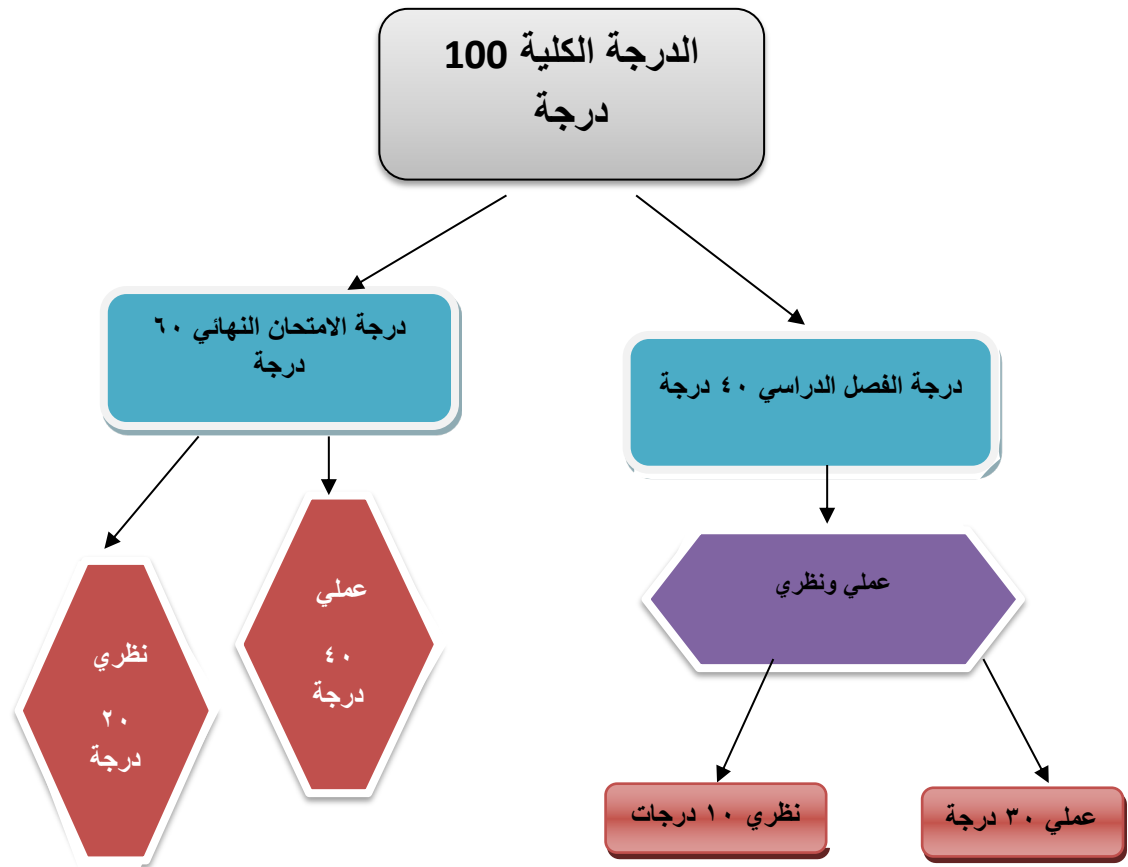 الدرجة الكلية 100
درجة
درجة الفصل الدراسي ٤٠ درجة
درجة الامتحان النهائي ٦٠
درجة
عملي ونظري
عملي ٣٠ درجة
نظري ١٠ درجات
عملي
٤٠
درجة
نظري
٢٠
درجة